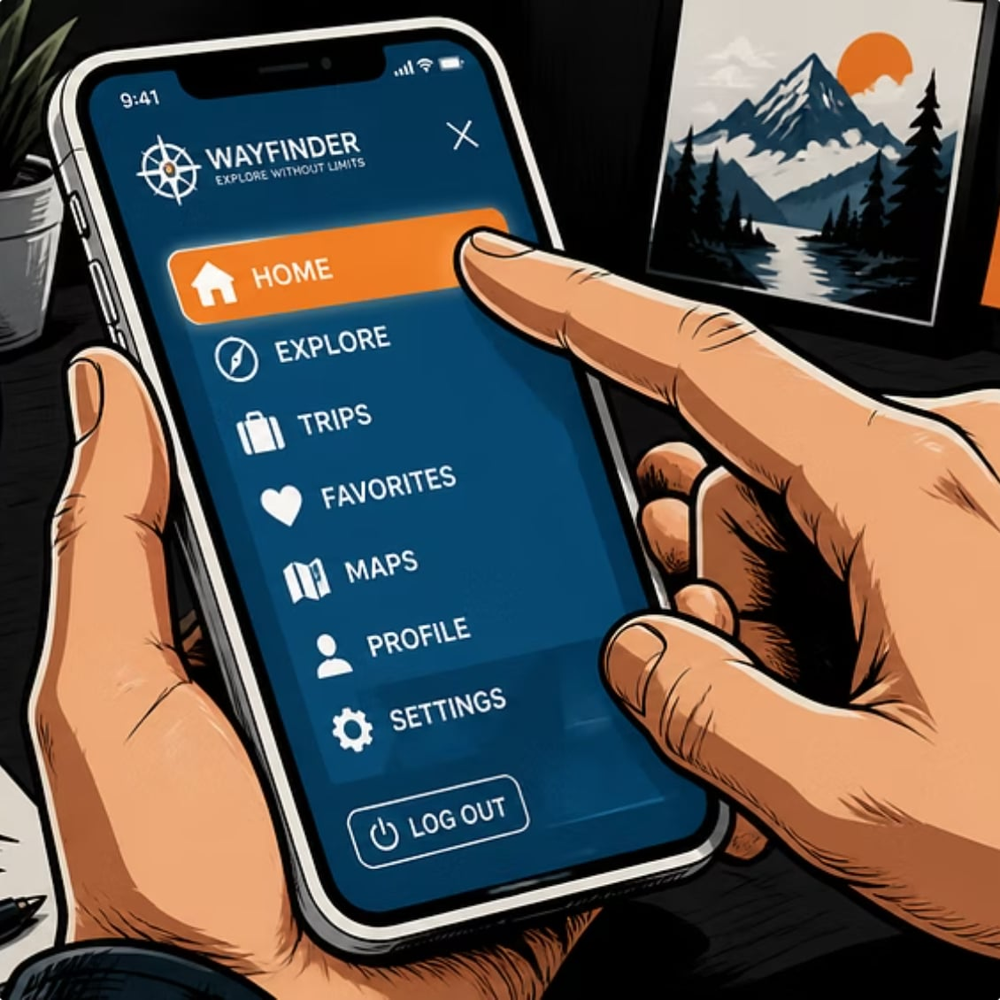 9:41
WAYFINDER
EXPLORE WITHOUT LIMITS
HOME
EXPLORE
TRIPS
FAVORITES
MAPS
PROFILE
SETTINGS
LOG OUT